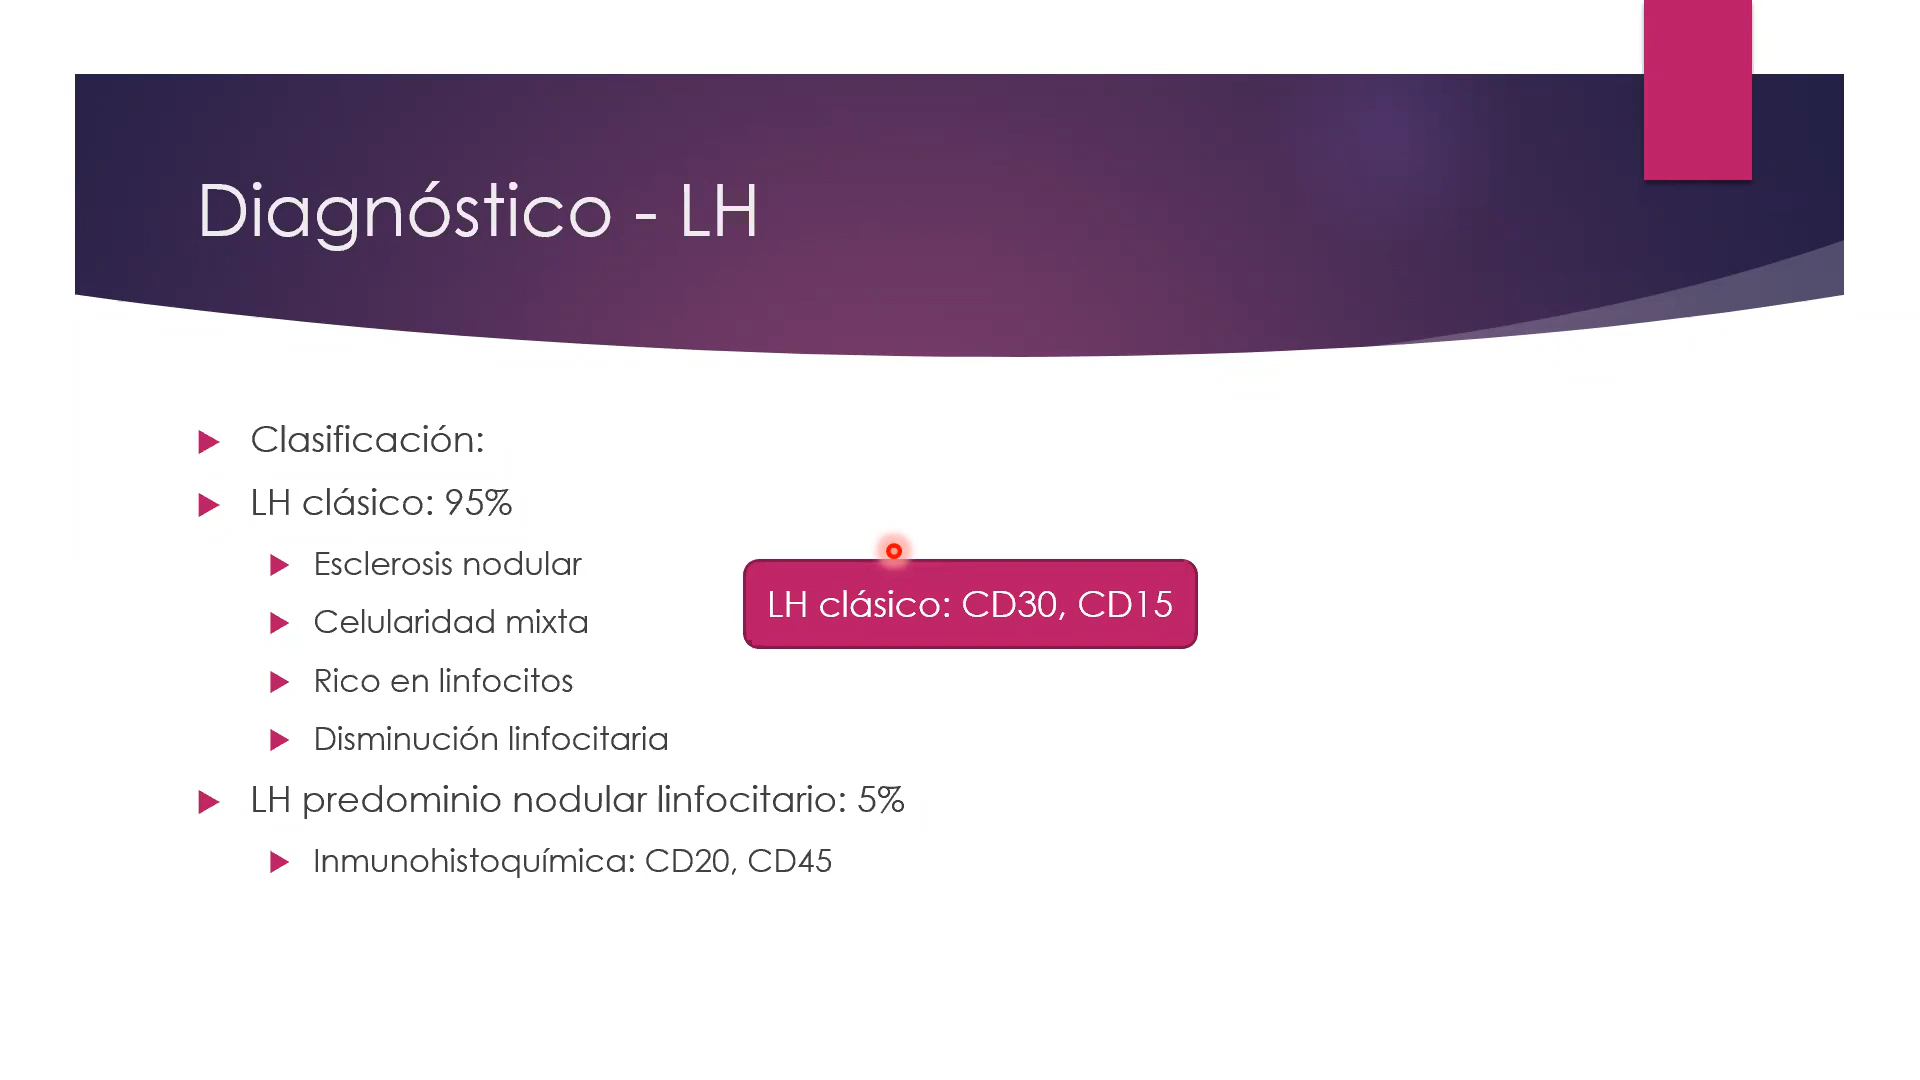 Diagnóstico - LH
Clasificación:
LH clásico: 95%
Esclerosis nodular
Celularidad mixta
Rico en linfocitos
Disminución linfocitaria
LH clásico: CD30, CD15
LH predominio nodular linfocitario: 5%
Inmunohistoquímica: CD20, CD45